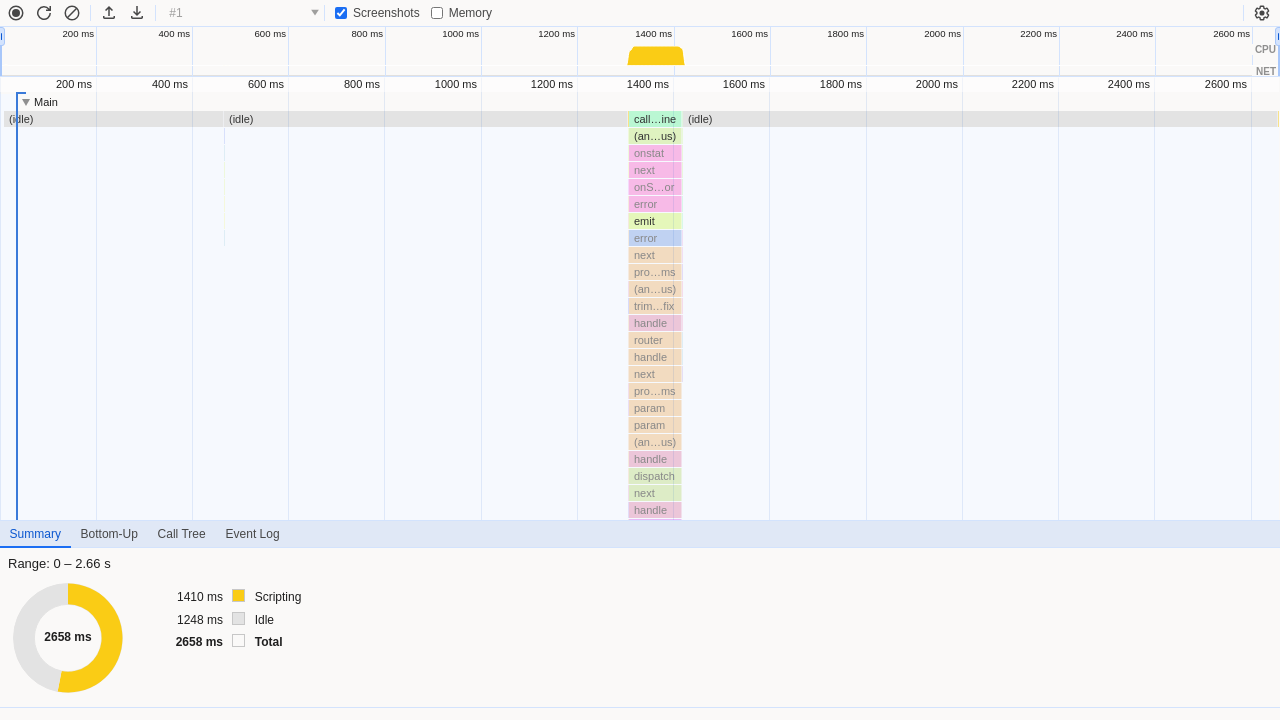 #1 Screenshots Memory
200 ms 400 ms 600 ms 800 ms 1000 ms 1200 ms 1400 ms 1600 ms 1800 ms 2000 ms 2200 ms 2400 ms 2600 ms
CPU
NET
200 ms 400 ms 600 ms 800 ms 1000 ms 1200 ms 1400 ms 1600 ms 1800 ms 2000 ms 2200 ms 2400 ms 2600 ms
Main
(idle) (idle) call…ine (idle)
(an…us)
onstat
next
onS…or
error
emit
error
next
pro…ms
(an…us)
trim…fix
handle
router
handle
next
pro…ms
param
param
(an…us)
handle
dispatch
next
handle
Summary Bottom-Up Call Tree Event Log
Range: 0 – 2.66 s
1410 ms Scripting
1248 ms Idle
2658 ms 2658 ms Total